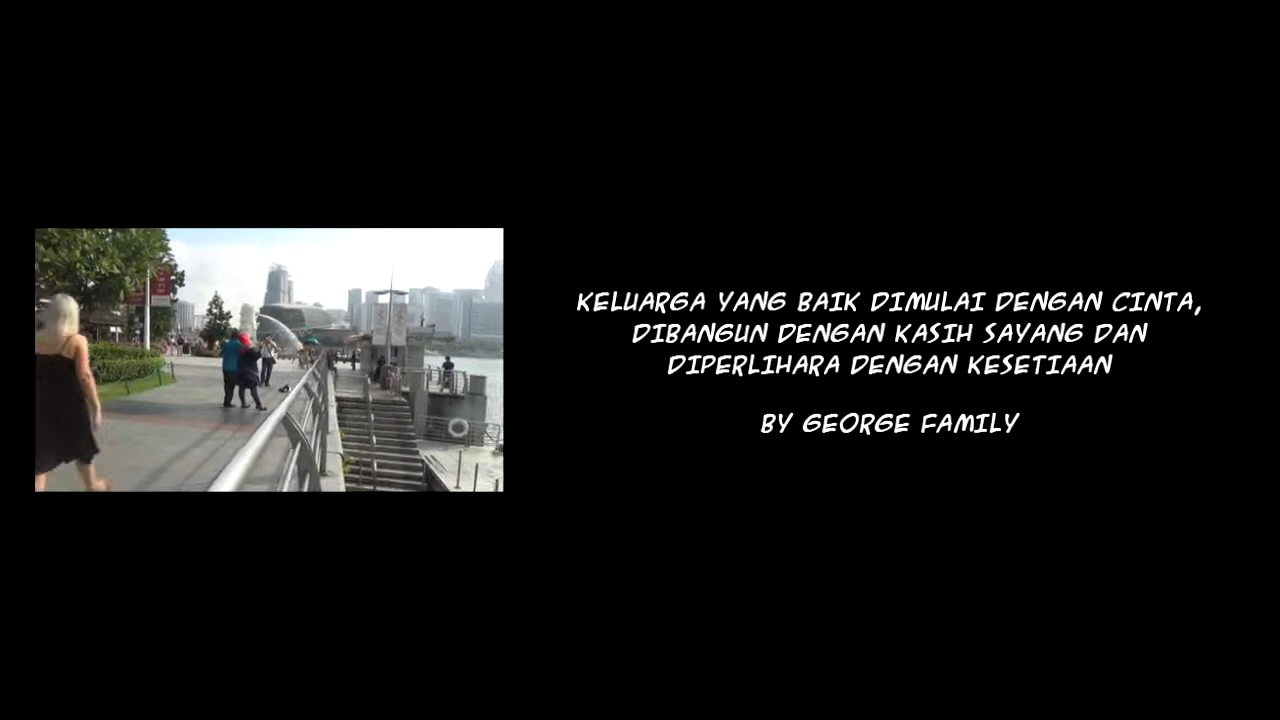 KELUARGA YANG BAIK DIMULAI DENGAN CINTA,
DIBANGUN DENGAN KASIH SAYANG DAN
DIPERLIHARA DENGAN KESETIAAN
BY GEORGE FAMILY